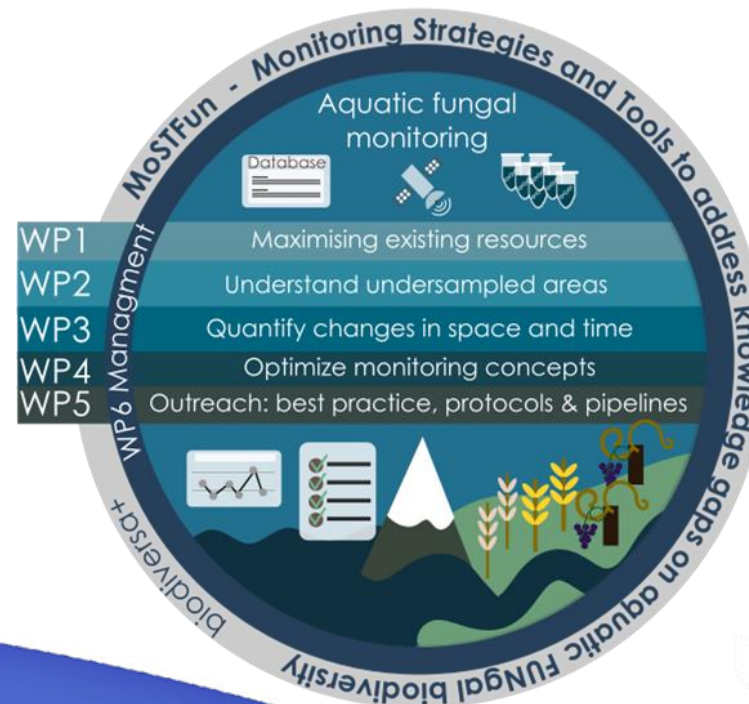 MoSTFun - Monitoring Strategies and Tools to address knowledge gaps on aquatic FUNgal biodiversity
Aquatic fungal
monitoring
Database
WP1 Maximising existing resources
WP2 Understand undersampled areas
WP3 Quantify changes in space and time
WP4 Optimize monitoring concepts
WP5 Outreach: best practice, protocols & pipelines
WP6 Managment
biodiversa+